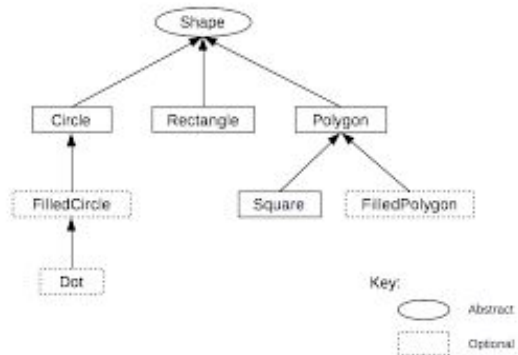 Shape
Circle
Rectangle
Polygon
FilledCircle
Square
FilledPolygon
Dot
Key:
Abstract
Optional